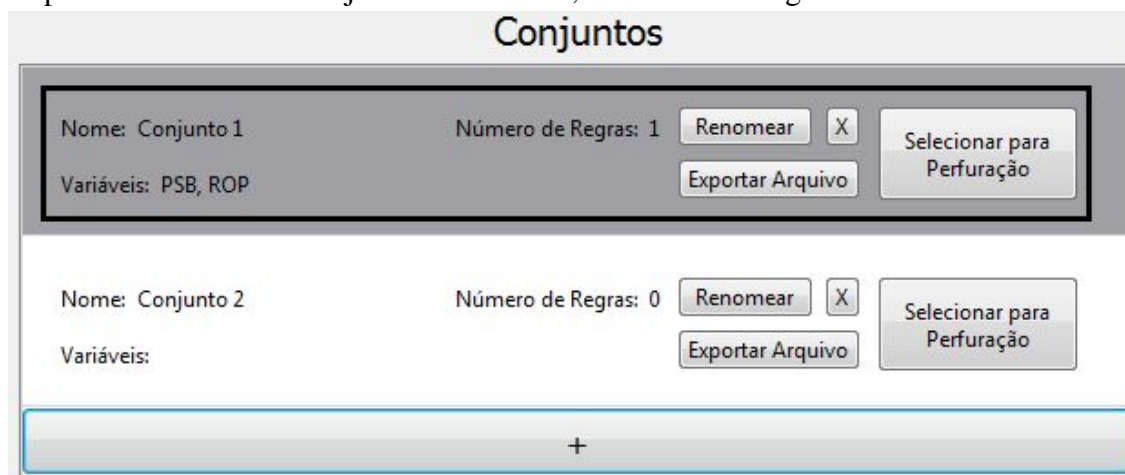 Conjuntos
Nome: Conjunto 1 Número de Regras: 1 Renomear X
Selecionar para
Perfuração
Variáveis: PSB, ROP Exportar Arquivo
Nome: Conjunto 2 Número de Regras: 0 Renomear X
Selecionar para
Perfuração
Variáveis: Exportar Arquivo
+